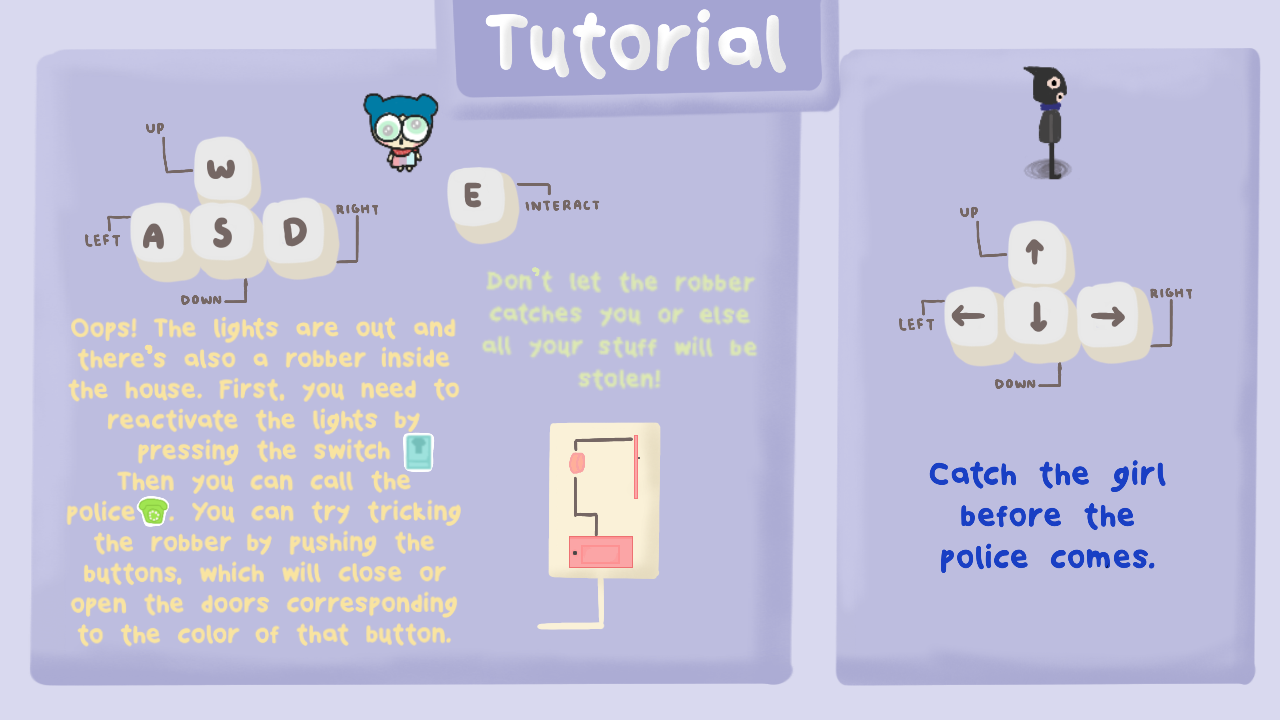 Tutorial
UP
W
A
S
D
LEFT
RIGHT
DOWN
E
INTERACT
Oops! The lights are out and
there's also a robber inside
the house. First, you need to
reactivate the lights by
pressing the switch
Then you can call the
police . You can try tricking
the robber by pushing the
buttons, which will close or
open the doors corresponding
to the color of that button.
Don't let the robber
catches you or else
all your stuff will be
stolen!
UP
↑
←
↓
→
LEFT
RIGHT
DOWN
Catch the girl
before the
police comes.